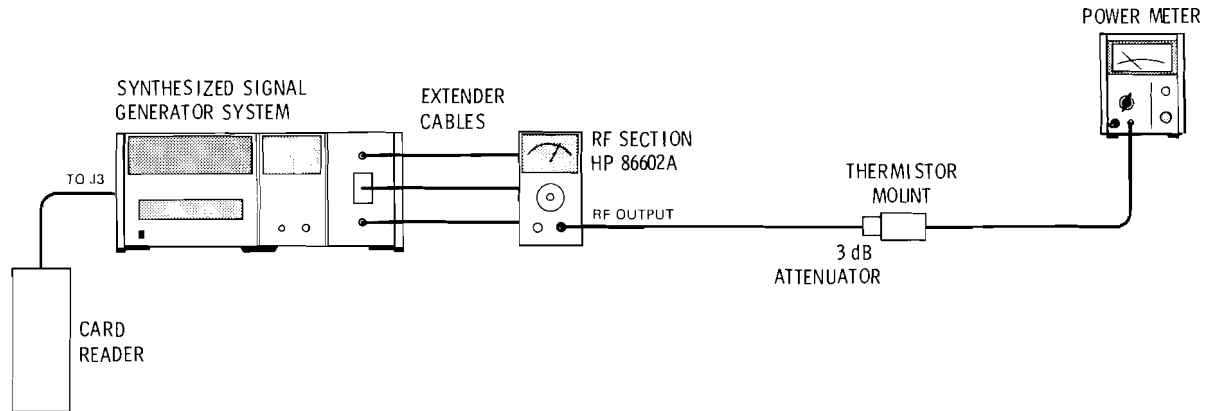 POWER METER
SYNTHESIZED SIGNAL
GENERATOR SYSTEM
EXTENDER
CABLES
RF SECTION
HP 86602A
TO J3
THERMISTOR
MOUNT
RF OUTPUT
3 dB
ATTENUATOR
CARD
READER